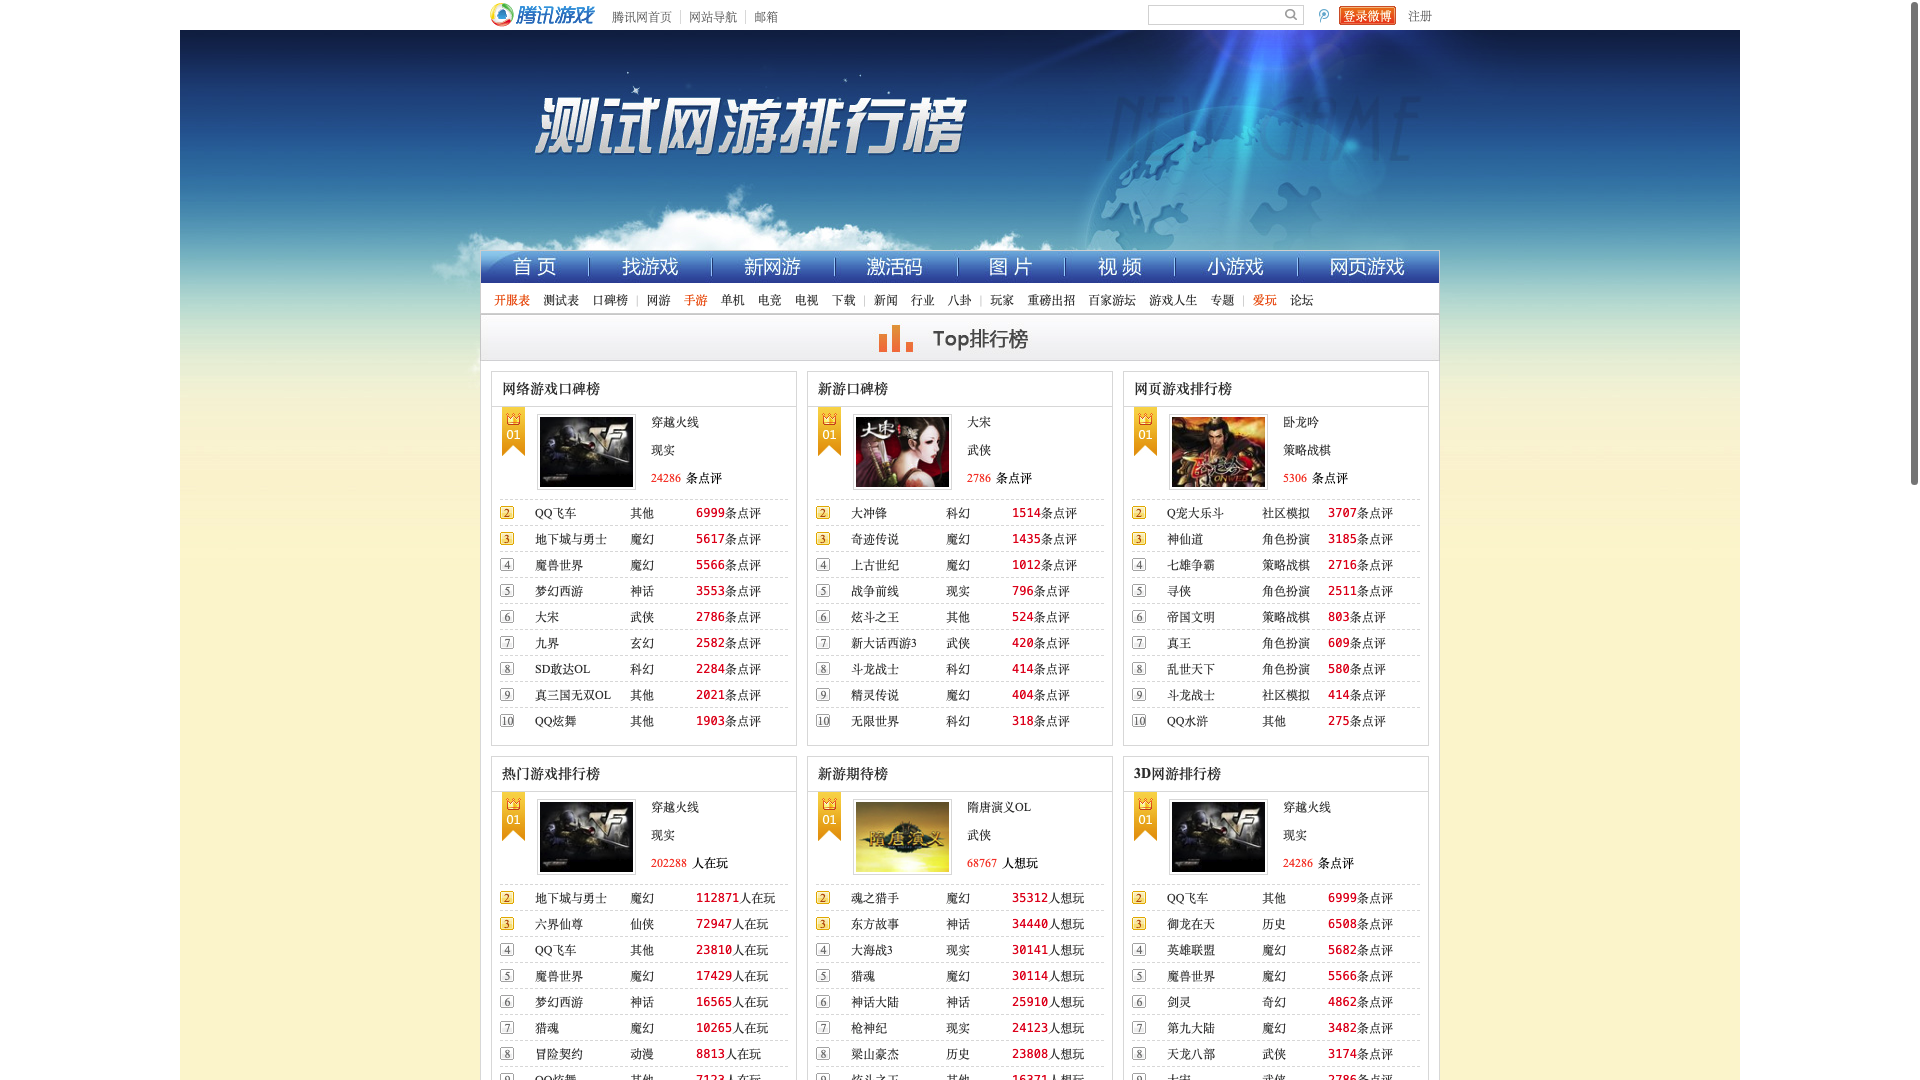 腾讯游戏 腾讯网首页 网站导航 邮箱 登录微博 注册
测试网游排行榜
NEW GAME
首 页 找游戏 新网游 激活码 图 片 视 频 小游戏 网页游戏
开服表 测试表 口碑榜 | 网游 手游 单机 电竞 电视 下载 | 新闻 行业 八卦 | 玩家 重磅出招 百家游坛 游戏人生 专题 | 爱玩 论坛
Top排行榜
网络游戏口碑榜
01
穿越火线
现实
24286 条点评
2 QQ飞车 其他 6999条点评
3 地下城与勇士 魔幻 5617条点评
4 魔兽世界 魔幻 5566条点评
5 梦幻西游 神话 3553条点评
6 大宋 武侠 2786条点评
7 九界 玄幻 2582条点评
8 SD敢达OL 科幻 2284条点评
9 真三国无双OL 其他 2021条点评
10 QQ炫舞 其他 1903条点评
新游口碑榜
01
大宋
大宋
武侠
2786 条点评
2 大冲锋 科幻 1514条点评
3 奇迹传说 魔幻 1435条点评
4 上古世纪 魔幻 1012条点评
5 战争前线 现实 796条点评
6 炫斗之王 其他 524条点评
7 新大话西游3 武侠 420条点评
8 斗龙战士 科幻 414条点评
9 精灵传说 魔幻 404条点评
10 无限世界 科幻 318条点评
网页游戏排行榜
01
卧龙吟
策略战棋
5306 条点评
2 Q宠大乐斗 社区模拟 3707条点评
3 神仙道 角色扮演 3185条点评
4 七雄争霸 策略战棋 2716条点评
5 寻侠 角色扮演 2511条点评
6 帝国文明 策略战棋 803条点评
7 真王 角色扮演 609条点评
8 乱世天下 角色扮演 580条点评
9 斗龙战士 社区模拟 414条点评
10 QQ水浒 其他 275条点评
热门游戏排行榜
01
穿越火线
现实
202288 人在玩
2 地下城与勇士 魔幻 112871人在玩
3 六界仙尊 仙侠 72947人在玩
4 QQ飞车 其他 23810人在玩
5 魔兽世界 魔幻 17429人在玩
6 梦幻西游 神话 16565人在玩
7 猎魂 魔幻 10265人在玩
8 冒险契约 动漫 8813人在玩
9 QQ炫舞 其他 7123人在玩
新游期待榜
01
隋唐演义
隋唐演义OL
武侠
68767 人想玩
2 魂之猎手 魔幻 35312人想玩
3 东方故事 神话 34440人想玩
4 大海战3 现实 30141人想玩
5 猎魂 魔幻 30114人想玩
6 神话大陆 神话 25910人想玩
7 枪神纪 现实 24123人想玩
8 梁山豪杰 历史 23808人想玩
9 炫斗之王 其他 16371人想玩
3D网游排行榜
01
穿越火线
现实
24286 条点评
2 QQ飞车 其他 6999条点评
3 御龙在天 历史 6508条点评
4 英雄联盟 魔幻 5682条点评
5 魔兽世界 魔幻 5566条点评
6 剑灵 奇幻 4862条点评
7 第九大陆 魔幻 3482条点评
8 天龙八部 武侠 3174条点评
9 大宋 武侠 2786条点评